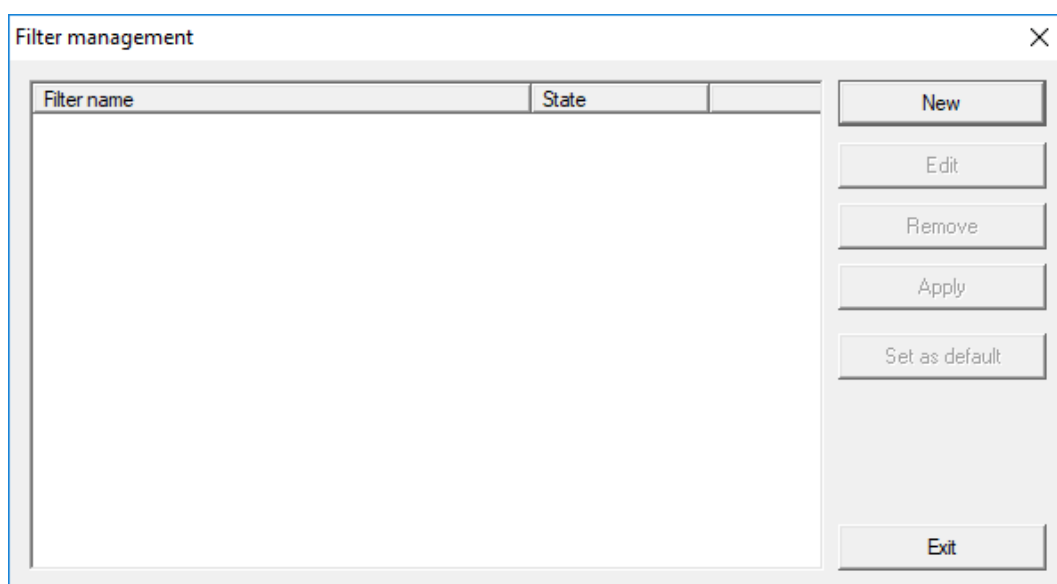 Filter management
Filter name State
New
Edit
Remove
Apply
Set as default
Exit